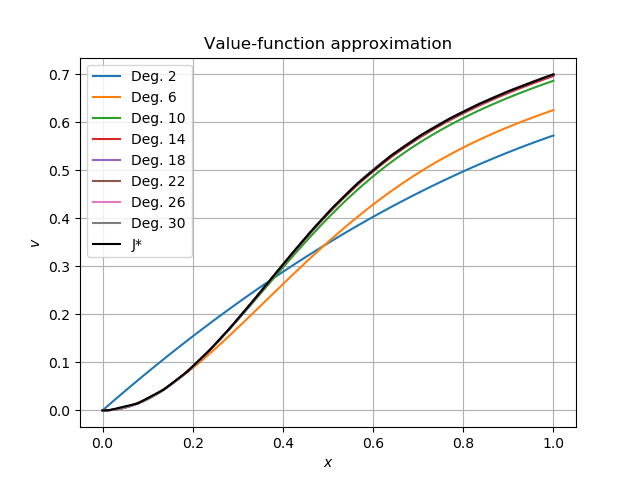 Value-function approximation
0.7
0.6
0.5
0.4
0.3
0.2
0.1
0.0
v
Deg. 2
Deg. 6
Deg. 10
Deg. 14
Deg. 18
Deg. 22
Deg. 26
Deg. 30
J*
0.0 0.2 0.4 0.6 0.8 1.0
x